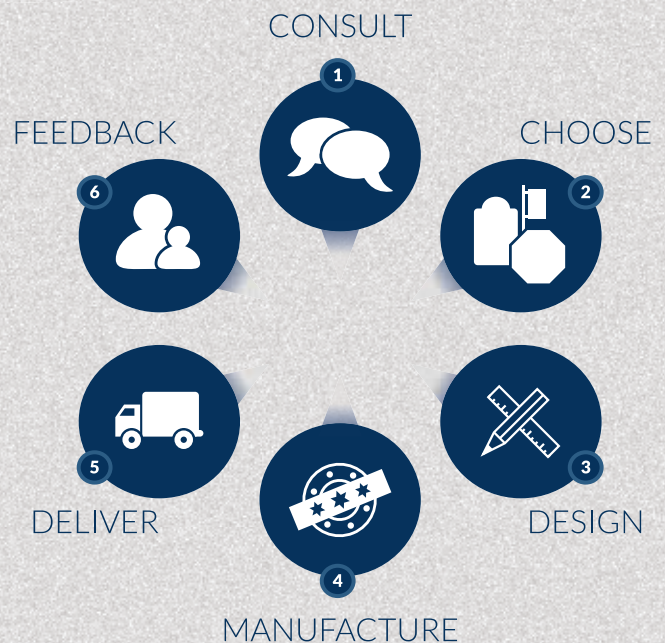 CONSULT
1
CHOOSE
2
DESIGN
3
MANUFACTURE
4
DELIVER
5
FEEDBACK
6